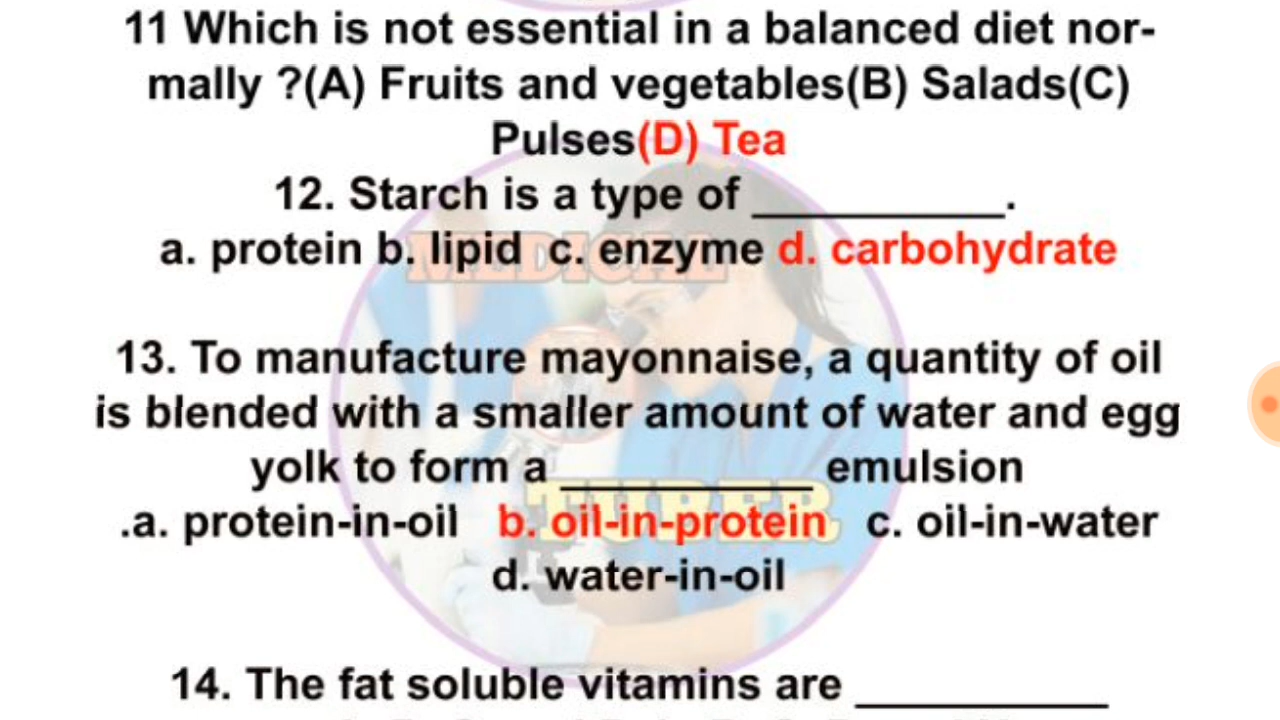 11 Which is not essential in a balanced diet nor-
mally ?(A) Fruits and vegetables(B) Salads(C)
Pulses(D) Tea
12. Starch is a type of __________.
a. protein b. lipid c. enzyme d. carbohydrate
MEDICAL
13. To manufacture mayonnaise, a quantity of oil
is blended with a smaller amount of water and egg
yolk to form a __________ emulsion
TUBER
.a. protein-in-oil b. oil-in-protein c. oil-in-water
d. water-in-oil
14. The fat soluble vitamins are __________